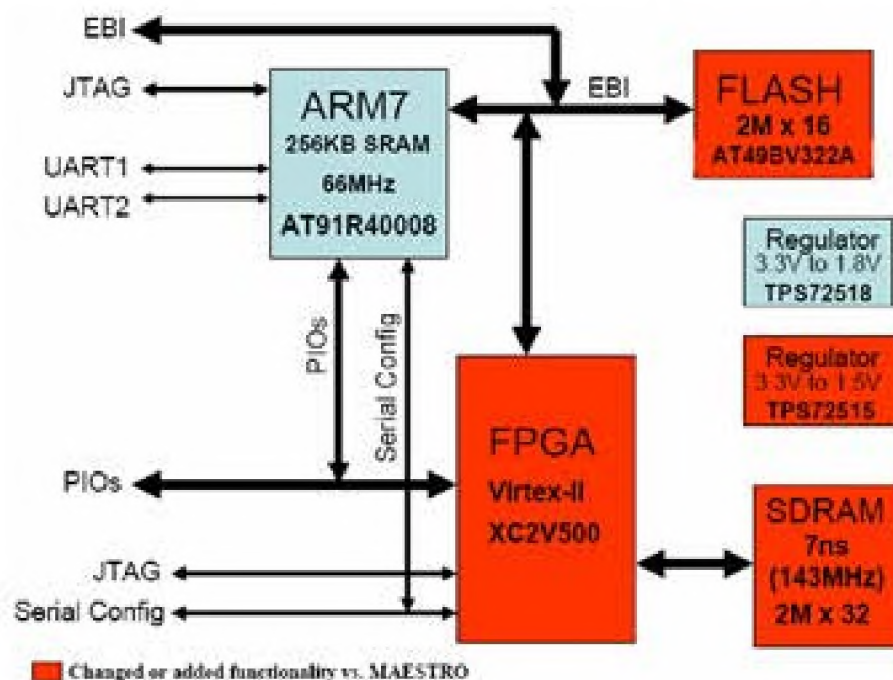 EBI
JTAG
UART1
UART2
ARM7
256KB SRAM
66MHz
AT91R40008
EBI
FLASH
2M x 16
AT49BV322A
Regulator
3.3V to 1.8V
TPS72518
Regulator
3.3V to 1.5V
TPS72515
PIOs
Serial Config
FPGA
Virtex-II
XC2V500
PIOs
JTAG
Serial Config
SDRAM
7ns
(143MHz)
2M x 32
Changed or added functionality vs. MAESTRO